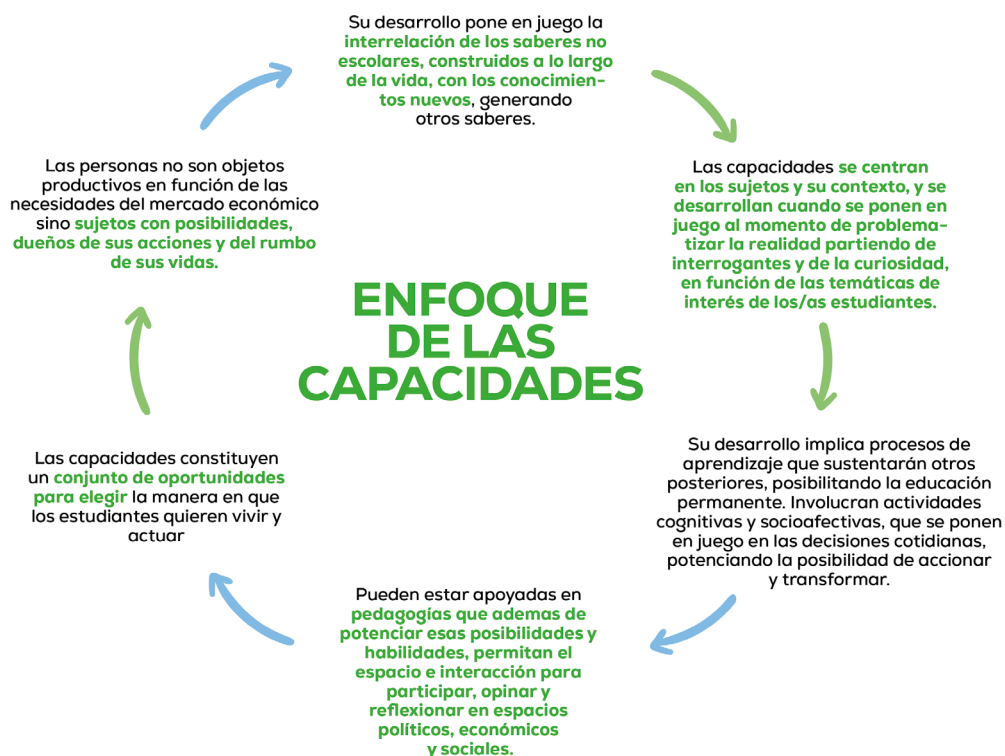 Su desarrollo pone en juego la
interrelación de los saberes no
escolares, construidos a lo largo
de la vida, con los conocimien-
tos nuevos, generando
otros saberes.
Las capacidades se centran
en los sujetos y su contexto, y se
desarrollan cuando se ponen en
juego al momento de problema-
tizar la realidad partiendo de
interrogantes y de la curiosidad,
en función de las temáticas de
interés de los/as estudiantes.
Su desarrollo implica procesos de
aprendizaje que sustentarán otros
posteriores, posibilitando la educación
permanente. Involucran actividades
cognitivas y socioafectivas, que se ponen
en juego en las decisiones cotidianas,
potenciando la posibilidad de accionar
y transformar.
Pueden estar apoyadas en
pedagogías que ademas de
potenciar esas posibilidades y
habilidades, permitan el
espacio e interacción para
participar, opinar y
reflexionar en espacios
políticos, económicos
y sociales.
Las capacidades constituyen
un conjunto de oportunidades
para elegir la manera en que
los estudiantes quieren vivir y
actuar
Las personas no son objetos
productivos en función de las
necesidades del mercado económico
sino sujetos con posibilidades,
dueños de sus acciones y del rumbo
de sus vidas.
ENFOQUE
DE LAS
CAPACIDADES